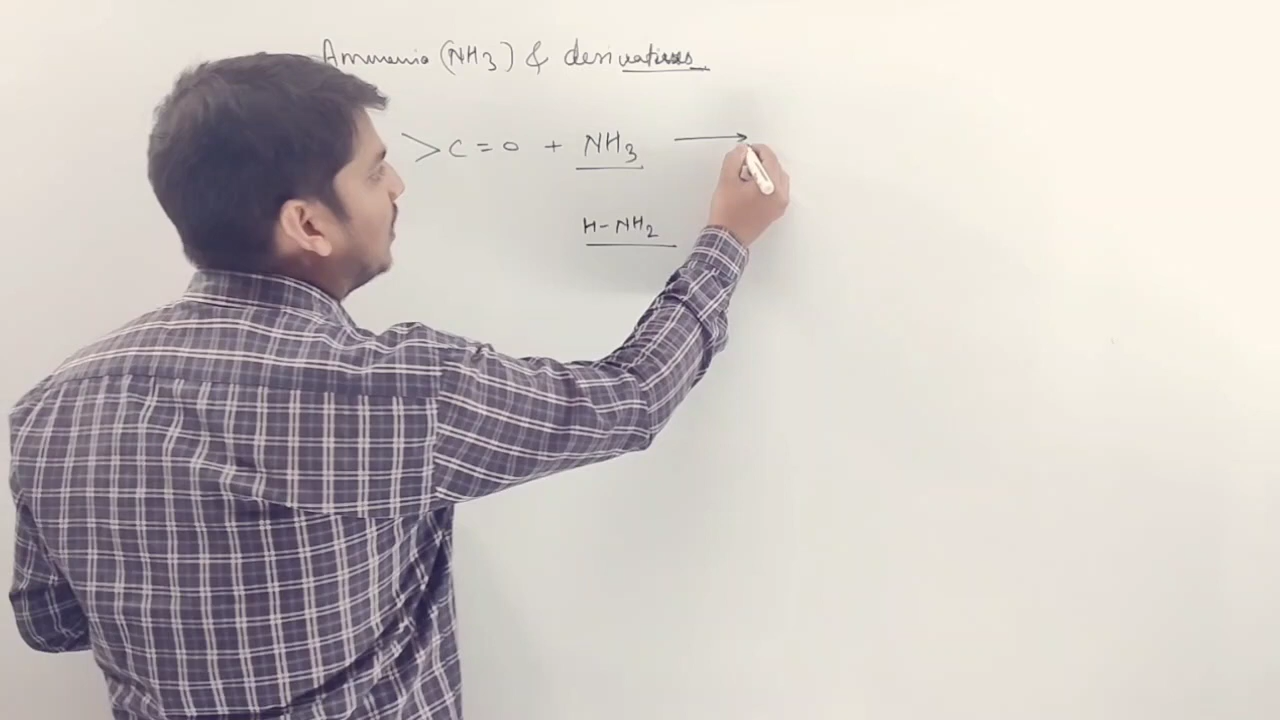 Ammonia (NH3) & derivatives
>C=O + NH3 →
H-NH2